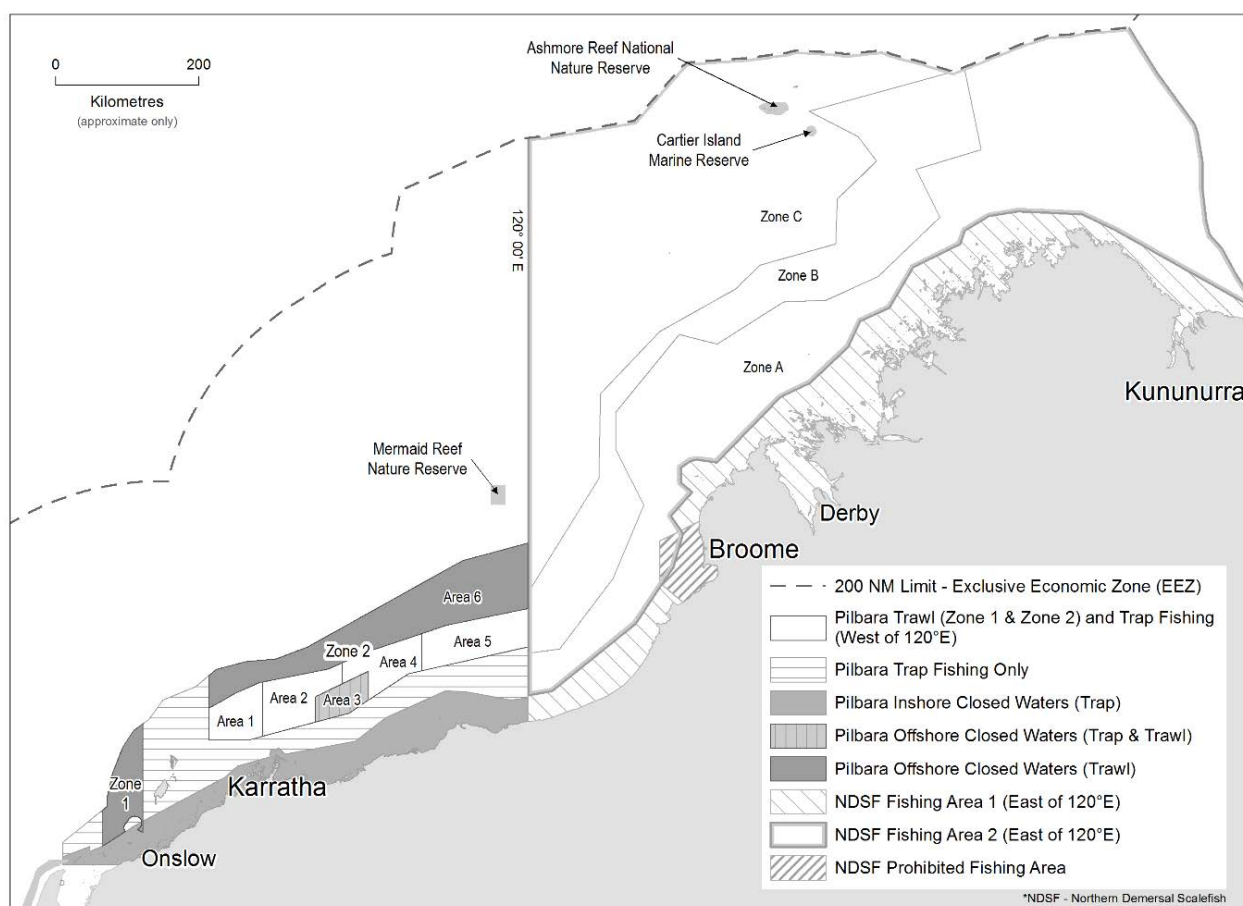 Ashmore Reef National
Nature Reserve
0 200
Kilometres
(approximate only)
Cartier Island
Marine Reserve
120° 00' E
Zone C
Zone B
Zone A
Kununurra
Mermaid Reef
Nature Reserve
Derby
Broome
Area 6
Area 5
Zone 2
Area 4
Area 2
Area 3
Area 1
Zone
1
Karratha
Onslow
200 NM Limit - Exclusive Economic Zone (EEZ)
Pilbara Trawl (Zone 1 & Zone 2) and Trap Fishing
(West of 120°E)
Pilbara Trap Fishing Only
Pilbara Inshore Closed Waters (Trap)
Pilbara Offshore Closed Waters (Trap & Trawl)
Pilbara Offshore Closed Waters (Trawl)
NDSF Fishing Area 1 (East of 120°E)
NDSF Fishing Area 2 (East of 120°E)
NDSF Prohibited Fishing Area
*NDSF - Northern Demersal Scalefish